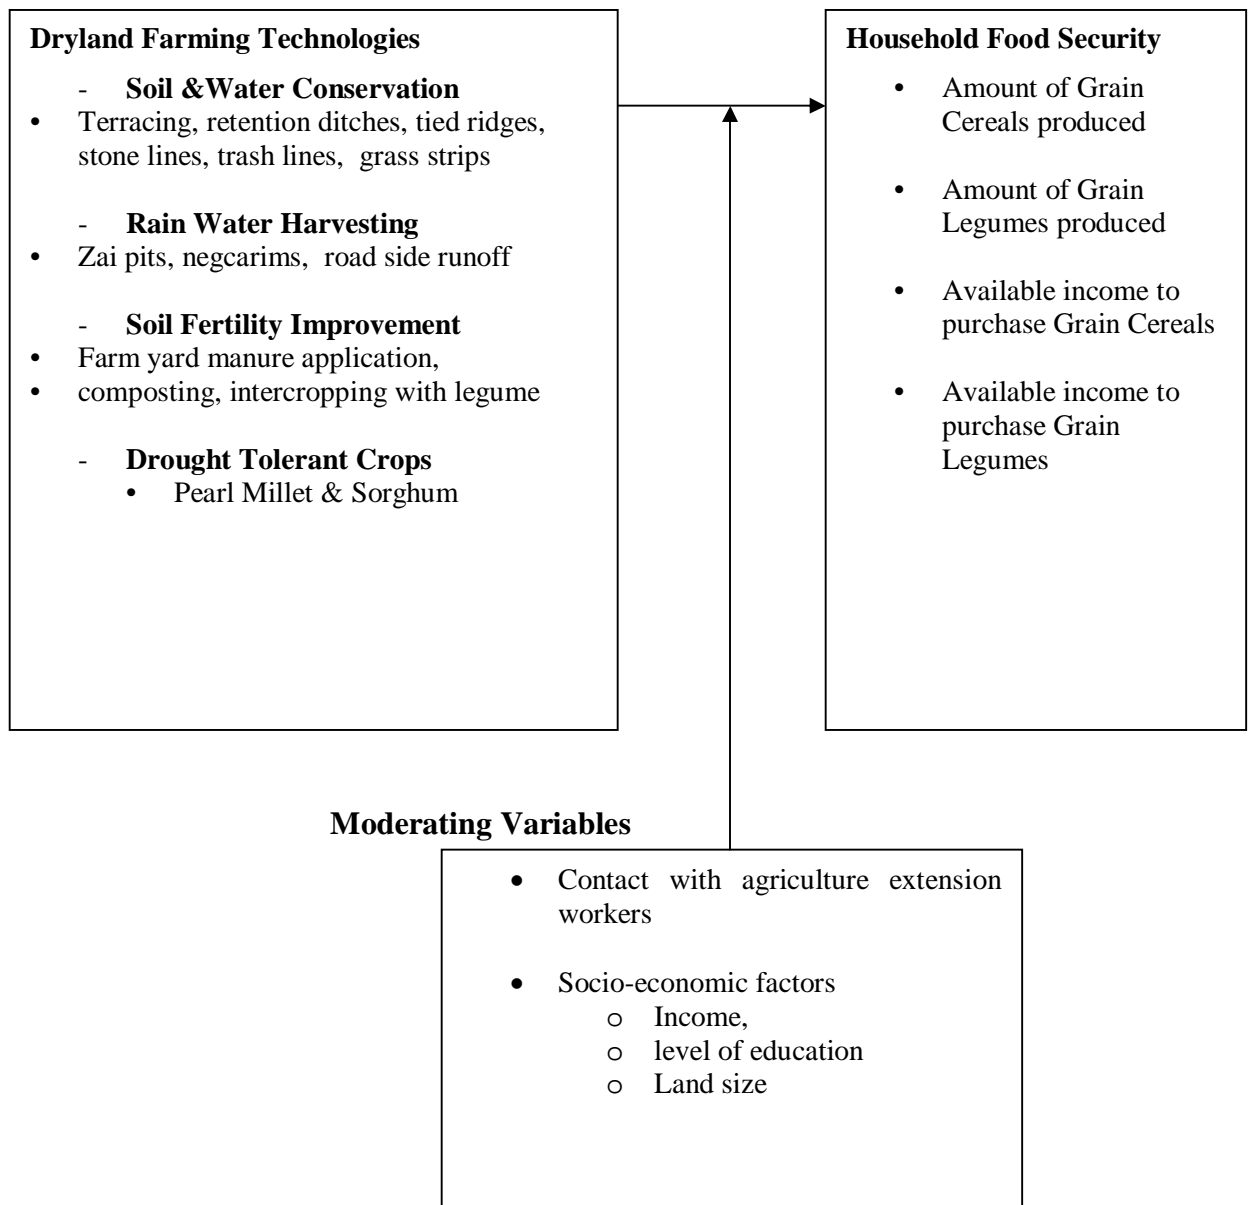 Dryland Farming Technologies
- Soil &Water Conservation
• Terracing, retention ditches, tied ridges,
stone lines, trash lines, grass strips
- Rain Water Harvesting
• Zai pits, negcarims, road side runoff
- Soil Fertility Improvement
• Farm yard manure application,
• composting, intercropping with legume
- Drought Tolerant Crops
• Pearl Millet & Sorghum
Household Food Security
• Amount of Grain
Cereals produced
• Amount of Grain
Legumes produced
• Available income to
purchase Grain Cereals
• Available income to
purchase Grain
Legumes
Moderating Variables
• Contact with agriculture extension
workers
• Socio-economic factors
o Income,
o level of education
o Land size